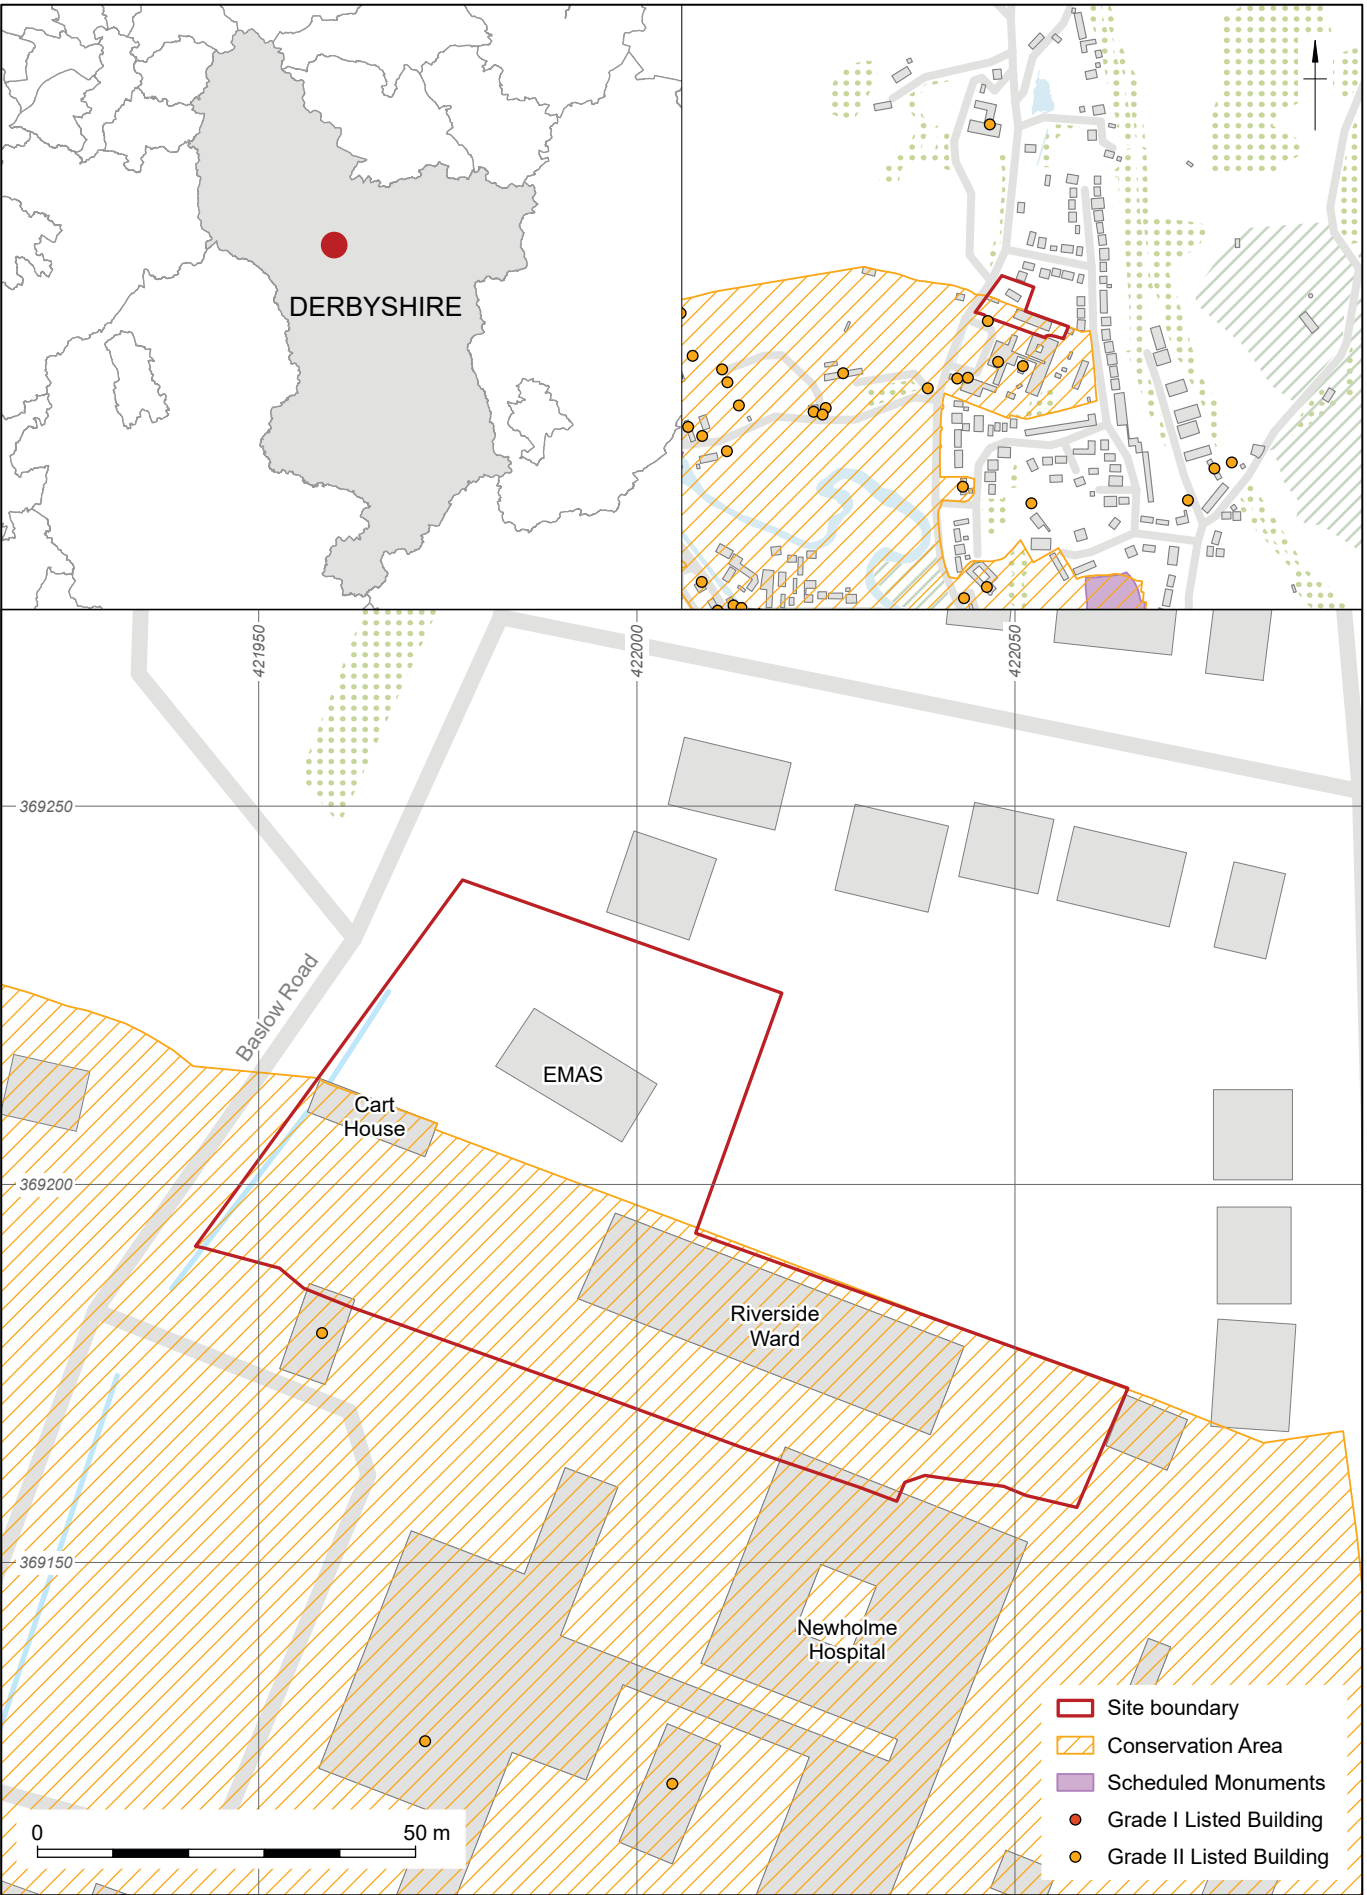 DERBYSHIRE
421950
422000
422050
369250
Baslow Road
EMAS
Cart
House
369200
Riverside
Ward
369150
Newholme
Hospital
Site boundary
Conservation Area
Scheduled Monuments
Grade I Listed Building
Grade II Listed Building
0
50 m